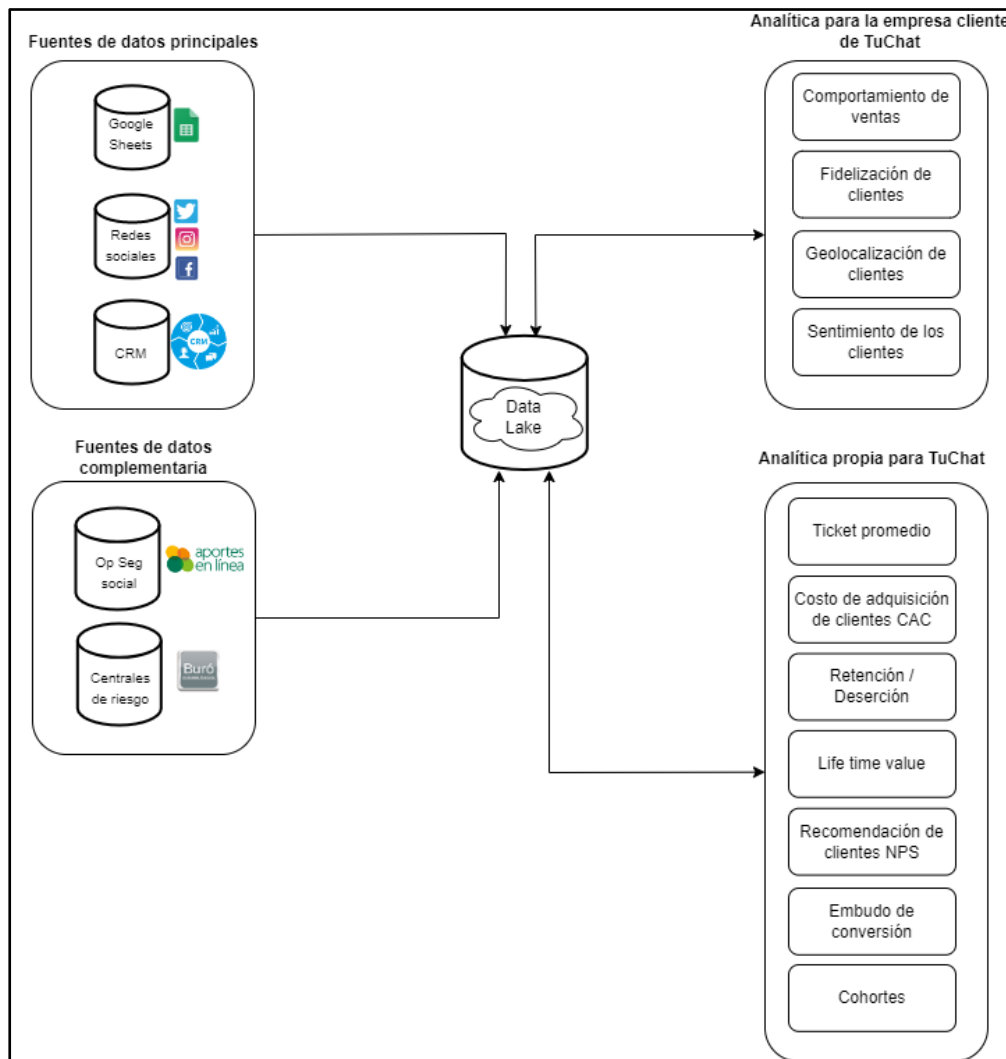 Fuentes de datos principales
Google
Sheets
Redes
sociales
CRM
CRM
Fuentes de datos
complementaria
Op Seg
social
aportes
en línea
Centrales
de riesgo
Buró
Data
Lake
Analítica para la empresa cliente
de TuChat
Comportamiento de
ventas
Fidelización de
clientes
Geolocalización de
clientes
Sentimiento de los
clientes
Analítica propia para TuChat
Ticket promedio
Costo de adquisición
de clientes CAC
Retención /
Deserción
Life time value
Recomendación de
clientes NPS
Embudo de
conversión
Cohortes